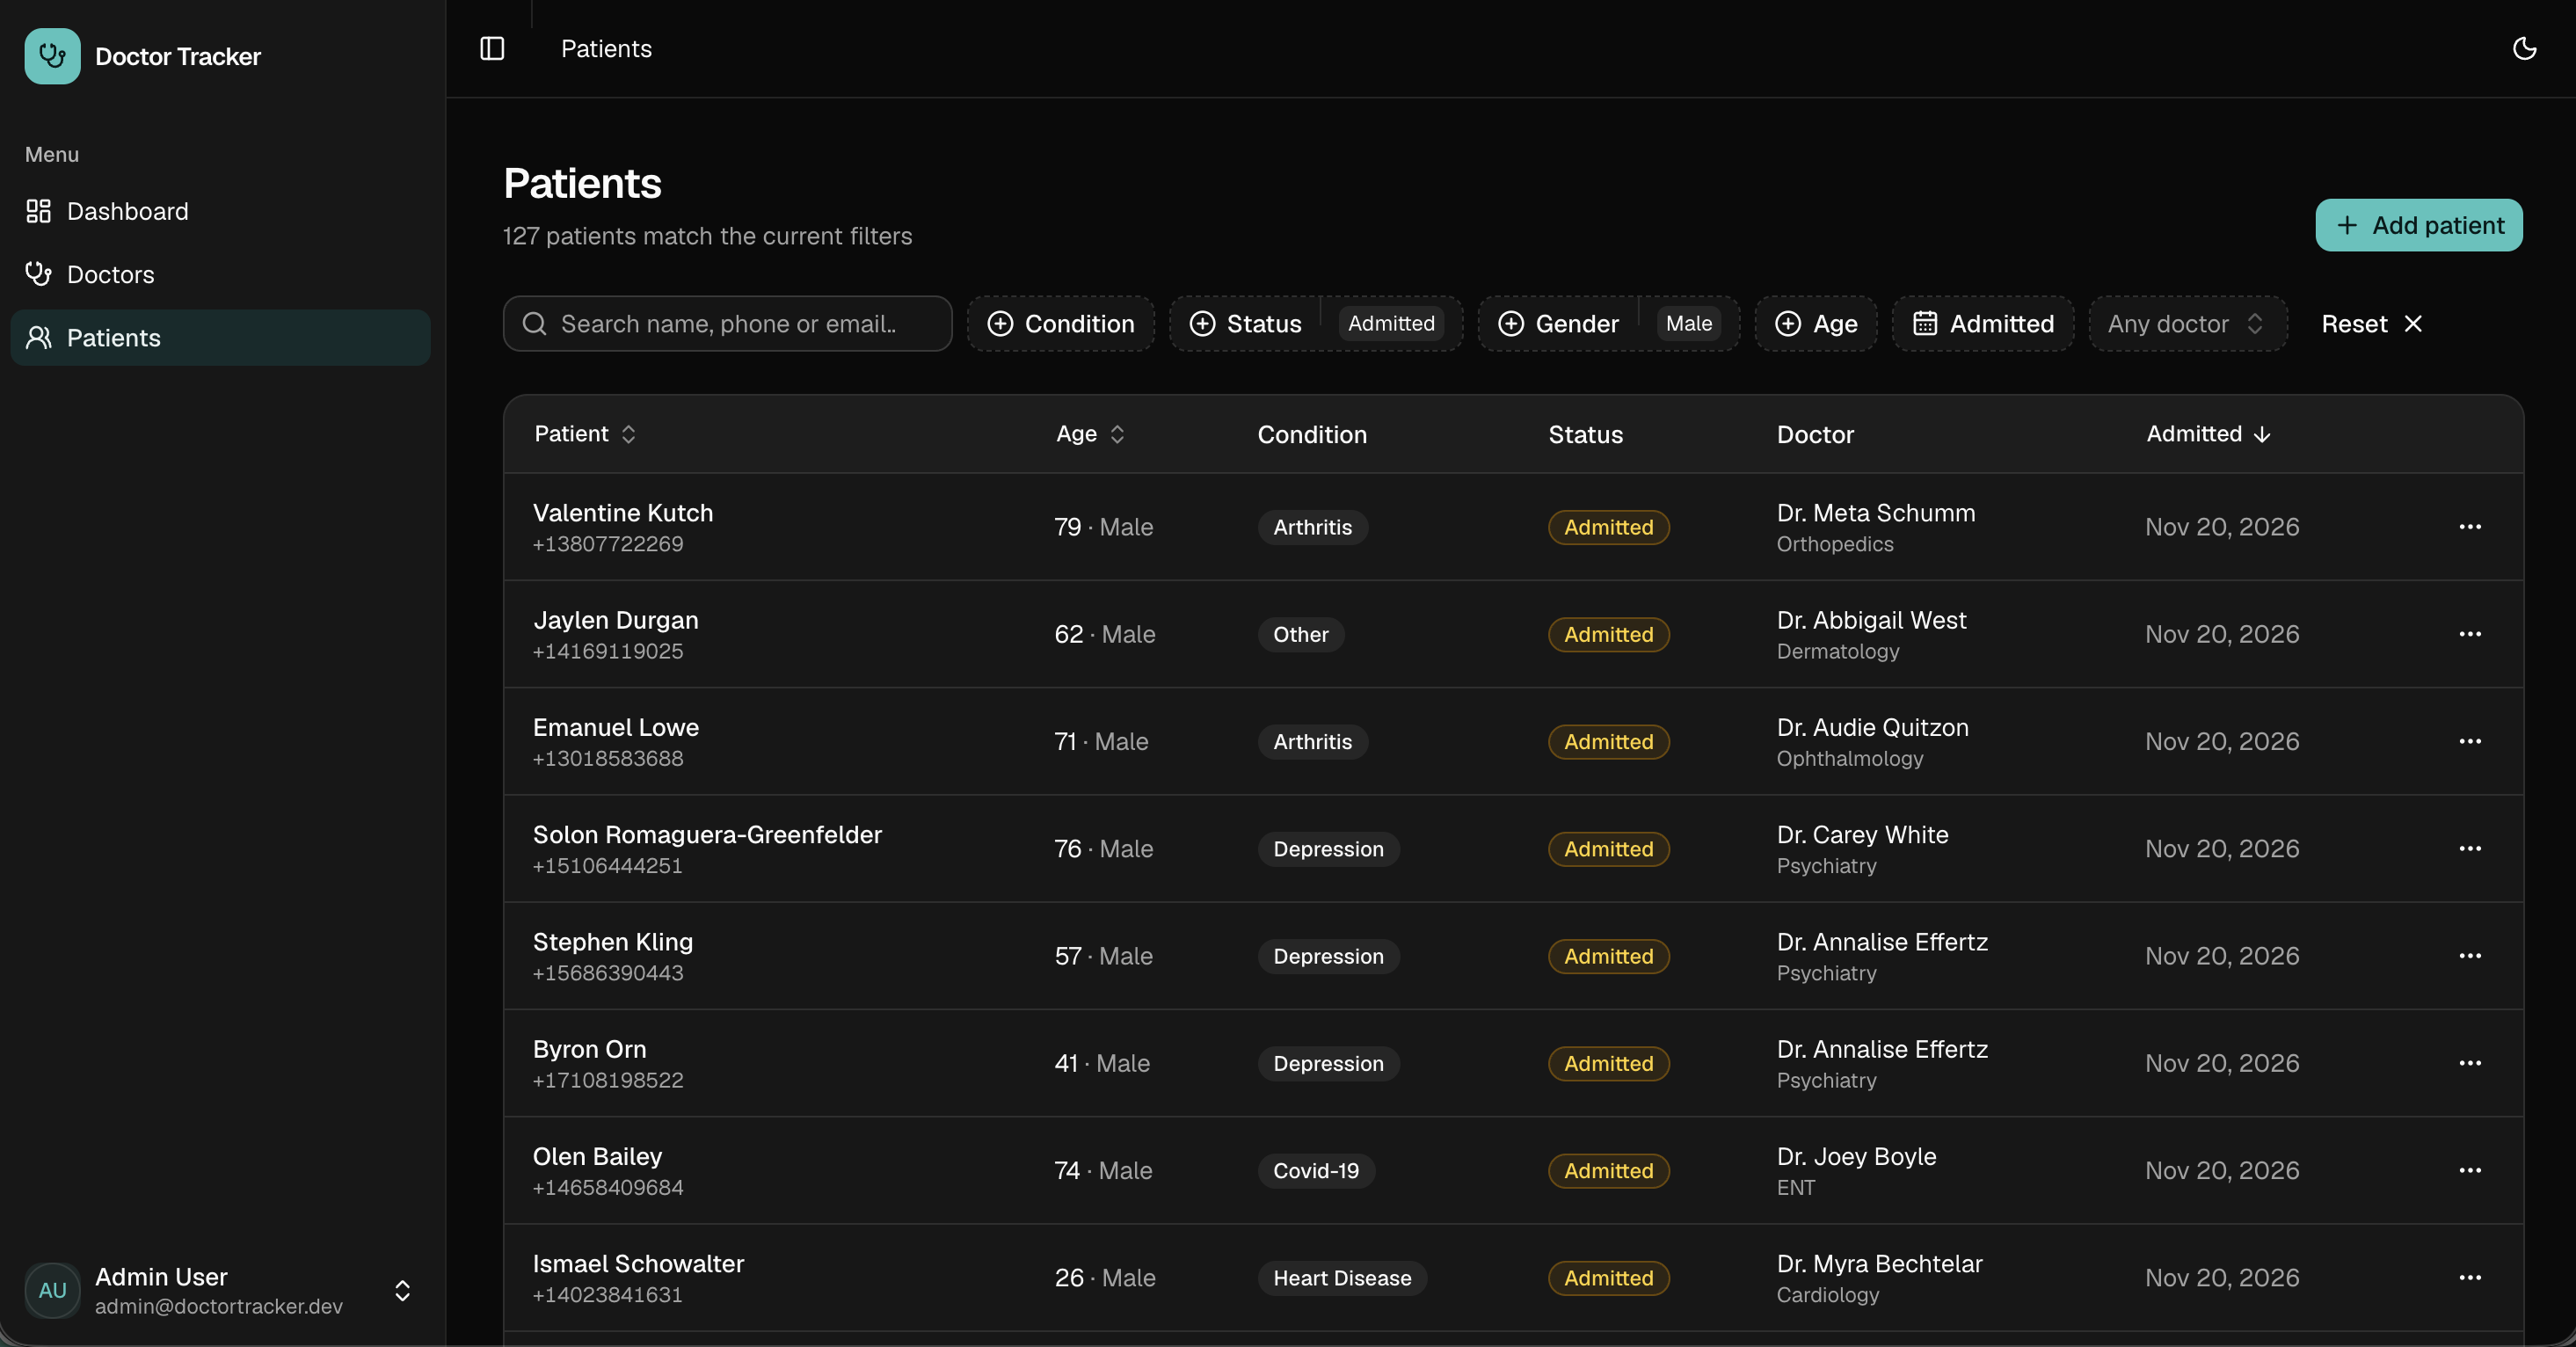 Doctor Tracker
Menu
Dashboard
Doctors
Patients
AU
Admin User
admin@doctortracker.dev
Patients
Patients
127 patients match the current filters
Add patient
Search name, phone or email... Condition Status Admitted Gender Male Age Admitted Any doctor Reset
Patient Age Condition Status Doctor Admitted
Valentine Kutch
+13807722269
79 · Male Arthritis Admitted
Dr. Meta Schumm
Orthopedics
Nov 20, 2026
Jaylen Durgan
+14169119025
62 · Male Other Admitted
Dr. Abbigail West
Dermatology
Nov 20, 2026
Emanuel Lowe
+13018583688
71 · Male Arthritis Admitted
Dr. Audie Quitzon
Ophthalmology
Nov 20, 2026
Solon Romaguera-Greenfelder
+15106444251
76 · Male Depression Admitted
Dr. Carey White
Psychiatry
Nov 20, 2026
Stephen Kling
+15686390443
57 · Male Depression Admitted
Dr. Annalise Effertz
Psychiatry
Nov 20, 2026
Byron Orn
+17108198522
41 · Male Depression Admitted
Dr. Annalise Effertz
Psychiatry
Nov 20, 2026
Olen Bailey
+14658409684
74 · Male Covid-19 Admitted
Dr. Joey Boyle
ENT
Nov 20, 2026
Ismael Schowalter
+14023841631
26 · Male Heart Disease Admitted
Dr. Myra Bechtelar
Cardiology
Nov 20, 2026